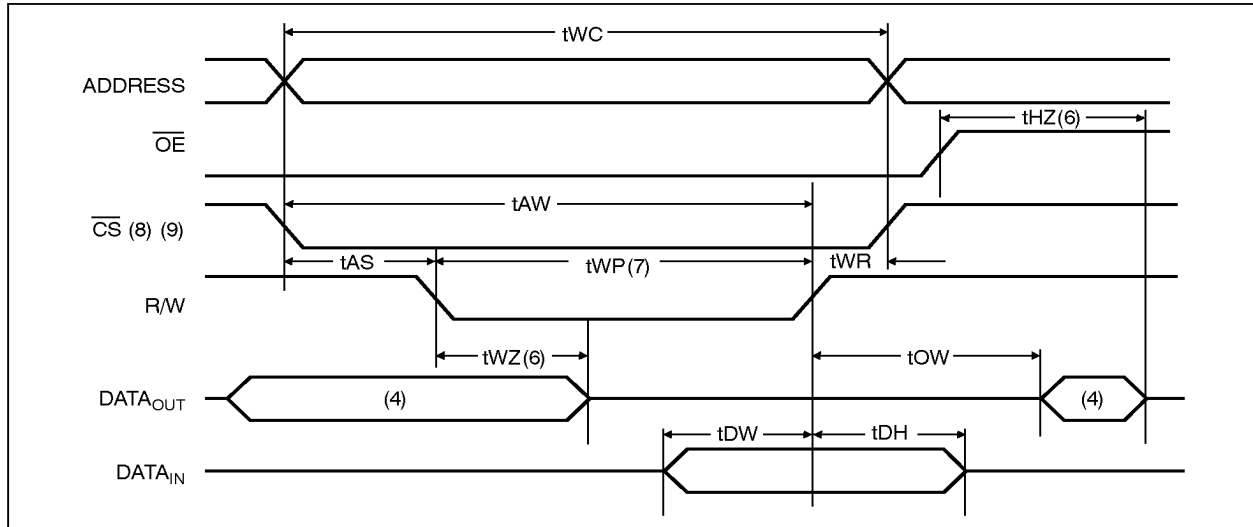 tWC
ADDRESS
tHZ(6)
OE
tAW
CS (8) (9)
tAS
tWP(7)
tWR
R/W
tWZ(6)
tOW
DATAOUT
(4)
(4)
tDW
tDH
DATAIN